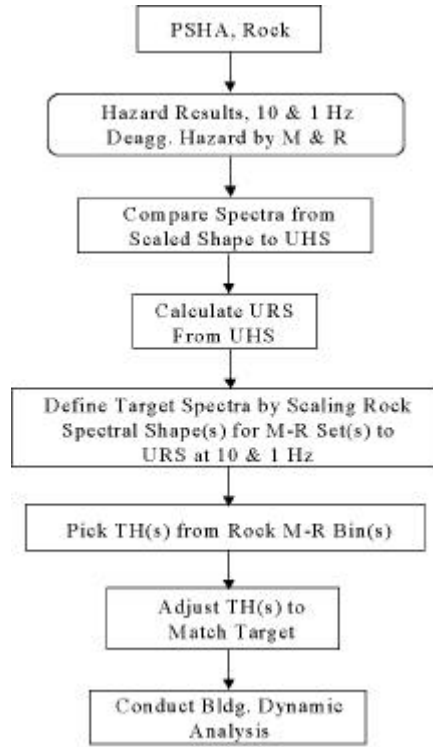 PSHA, Rock
Hazard Results, 10 & 1 Hz
Deagg. Hazard by M & R
Compare Spectra from
Scaled Shape to UHS
Calculate URS
From UHS
Define Target Spectra by Scaling Rock
Spectral Shape(s) for M-R Set(s) to
URS at 10 & 1 Hz
Pick TH(s) from Rock M-R Bin(s)
Adjust TH(s) to
Match Target
Conduct Bldg. Dynamic
Analysis